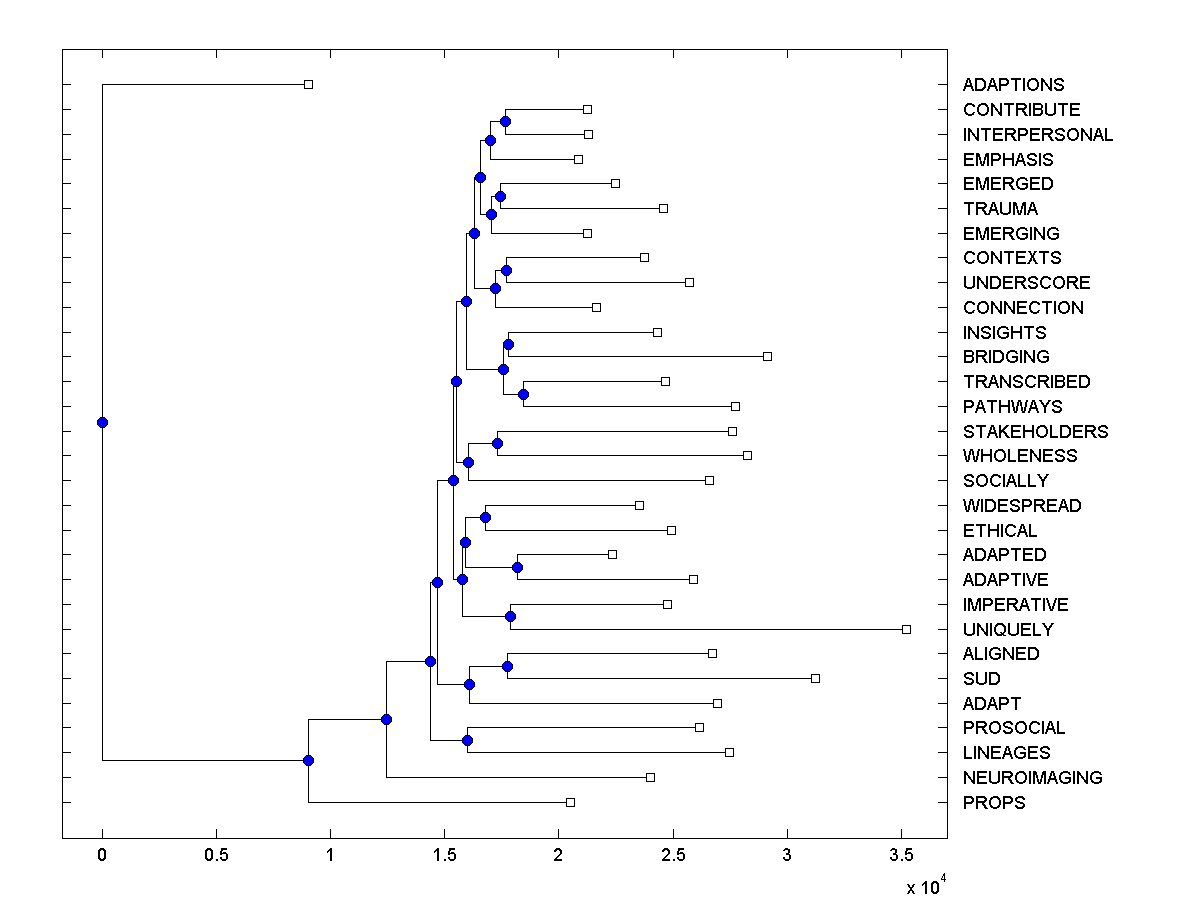 ADAPTIONS
CONTRIBUTE
INTERPERSONAL
EMPHASIS
EMERGED
TRAUMA
EMERGING
CONTEXTS
UNDERSCORE
CONNECTION
INSIGHTS
BRIDGING
TRANSCRIBED
PATHWAYS
STAKEHOLDERS
WHOLENESS
SOCIALLY
WIDESPREAD
ETHICAL
ADAPTED
ADAPTIVE
IMPERATIVE
UNIQUELY
ALIGNED
SUD
ADAPT
PROSOCIAL
LINEAGES
NEUROIMAGING
PROPS
0 0.5 1 1.5 2 2.5 3 3.5
x 10^4